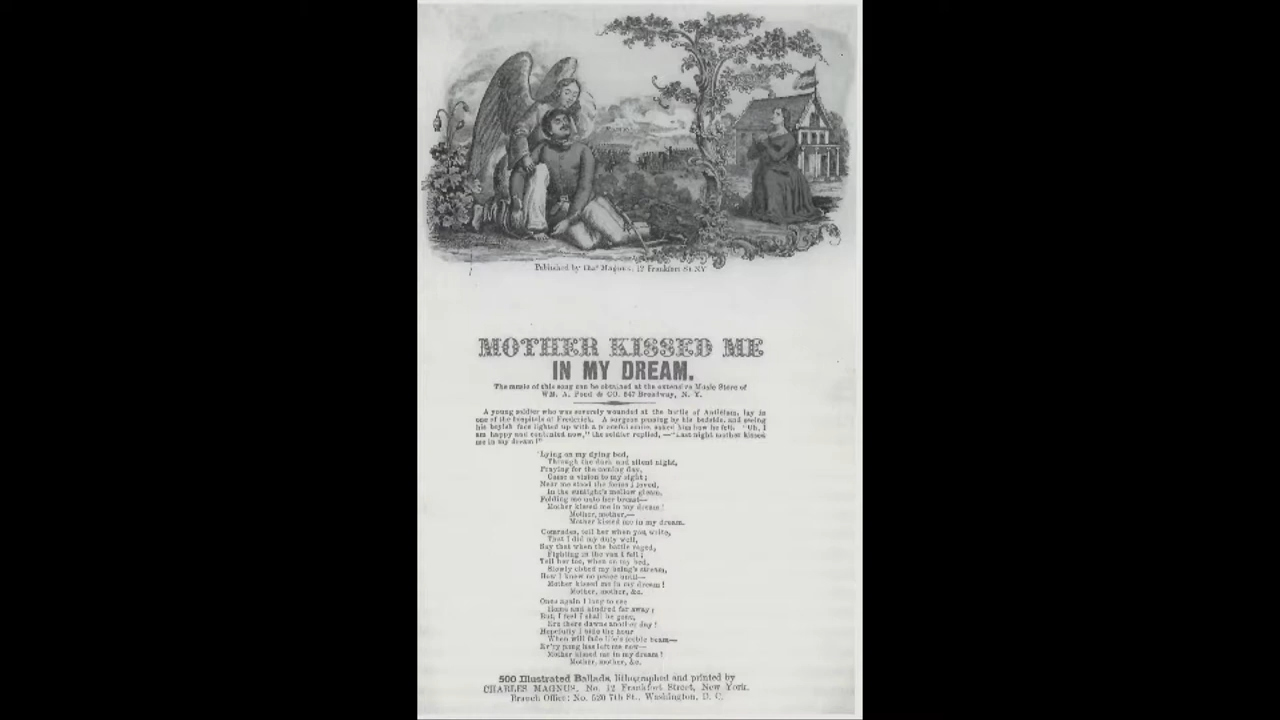 Published by Chas Magnus, 12 Frankfort St. NY
MOTHER KISSED ME
IN MY DREAM.
The music of this song can be obtained at the extensive Music Store of
WM. A. Pond & CO. 547 Broadway, N. Y.
A young soldier who was severely wounded at the battle of Antietam, lay in
one of the hospitals at Frederick. A surgeon passing by his bedside, and seeing
his boyish face lighted up with a peaceful smile, asked him how he felt. "Oh, I
am happy and contented now," the soldier replied, —"Last night mother kissed
me in my dream!"
Lying on my dying bed,
Through the dark and silent night,
Praying for the coming day,
Came a vision to my sight;
Near me stood the forms I loved,
In the sunlight's mellow gleam,
Folding me unto her breast—
Mother kissed me in my dream!
Mother, mother,—
Mother kissed me in my dream.
Comrades, tell her when you write,
That I did my duty well,
Say that when the battle raged,
Fighting in the van I fell;
Tell her too, when on my bed,
Slowly ebbed my being's stream,
How I knew no peace until—
Mother kissed me in my dream!
Mother, mother, &c.
Once again I long to see
Home and kindred far away;
But, I feel I shall be gone,
Ere there dawns another day!
Hopefully I bide the hour
When will fade life's feeble beam—
Ev'ry pang has left me now—
Mother kissed me in my dream!
Mother, mother, &c.
500 Illustrated Ballads, lithographed and printed by
CHARLES MAGNUS, No. 12 Frankfort Street, New York.
Branch Office: No. 520 7th St., Washington, D. C.